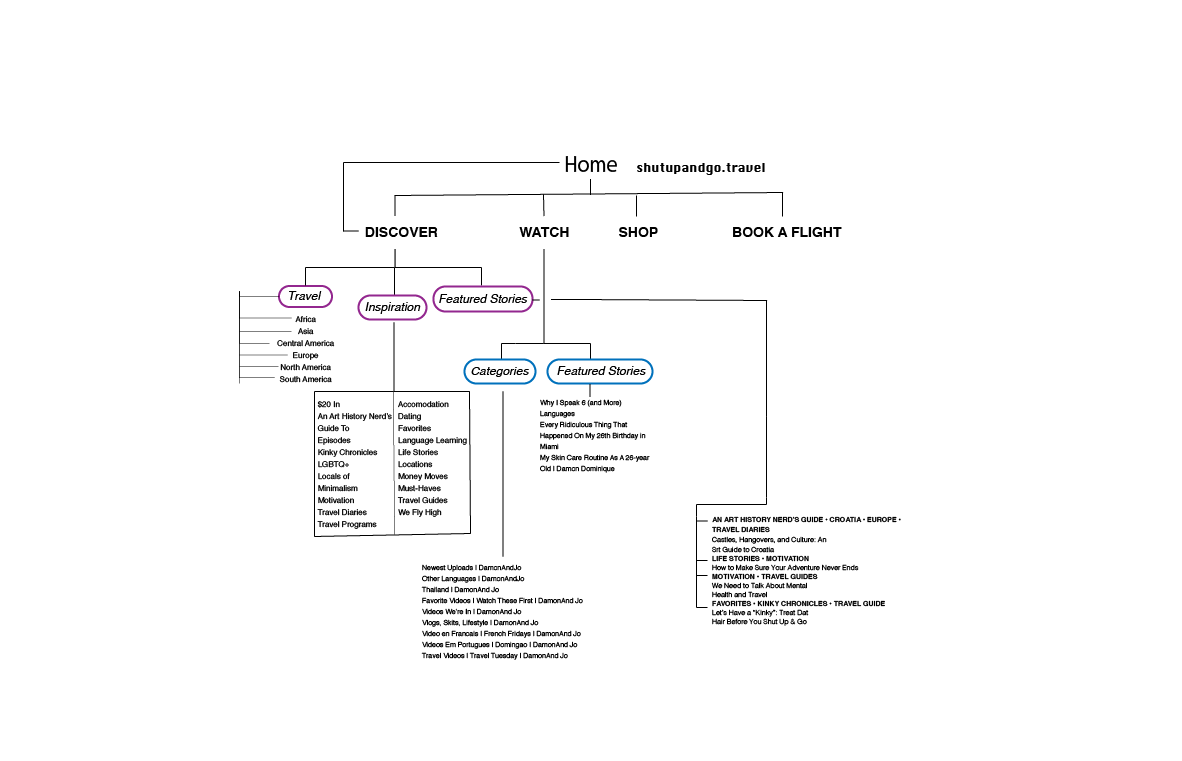 Home shutupandgo.travel
DISCOVER WATCH SHOP BOOK A FLIGHT
Travel
Inspiration
Featured Stories
Africa
Asia
Central America
Europe
North America
South America
Categories
Featured Stories
$20 In
An Art History Nerd's
Guide To
Episodes
Kinky Chronicles
LGBTQ+
Locals of
Minimalism
Motivation
Travel Diaries
Travel Programs
Accomodation
Dating
Favorites
Language Learning
Life Stories
Locations
Money Moves
Must-Haves
Travel Guides
We Fly High
Why I Speak 6 (and More)
Languages
Every Ridiculous Thing That
Happened On My 26th Birthday in
Miami
My Skin Care Routine As A 26-year
Old I Damon Dominique
Newest Uploads I DamonAndJo
Other Languages I DamonAndJo
Thailand I DamonAnd Jo
Favorite Videos I Watch These First I DamonAnd Jo
Videos We're In I DamonAnd Jo
Vlogs, Skits, Lifestyle I DamonAnd Jo
Video en Francais I French Fridays I DamonAnd Jo
Videos Em Portugues I Domingao I DamonAnd Jo
Travel Videos I Travel Tuesday I DamonAnd Jo
AN ART HISTORY NERD'S GUIDE • CROATIA • EUROPE •
TRAVEL DIARIES
Castles, Hangovers, and Culture: An
Srt Guide to Croatia
LIFE STORIES • MOTIVATION
How to Make Sure Your Adventure Never Ends
MOTIVATION • TRAVEL GUIDES
We Need to Talk About Mental
Health and Travel
FAVORITES • KINKY CHRONICLES • TRAVEL GUIDE
Let's Have a "Kinky": Treat Dat
Hair Before You Shut Up & Go